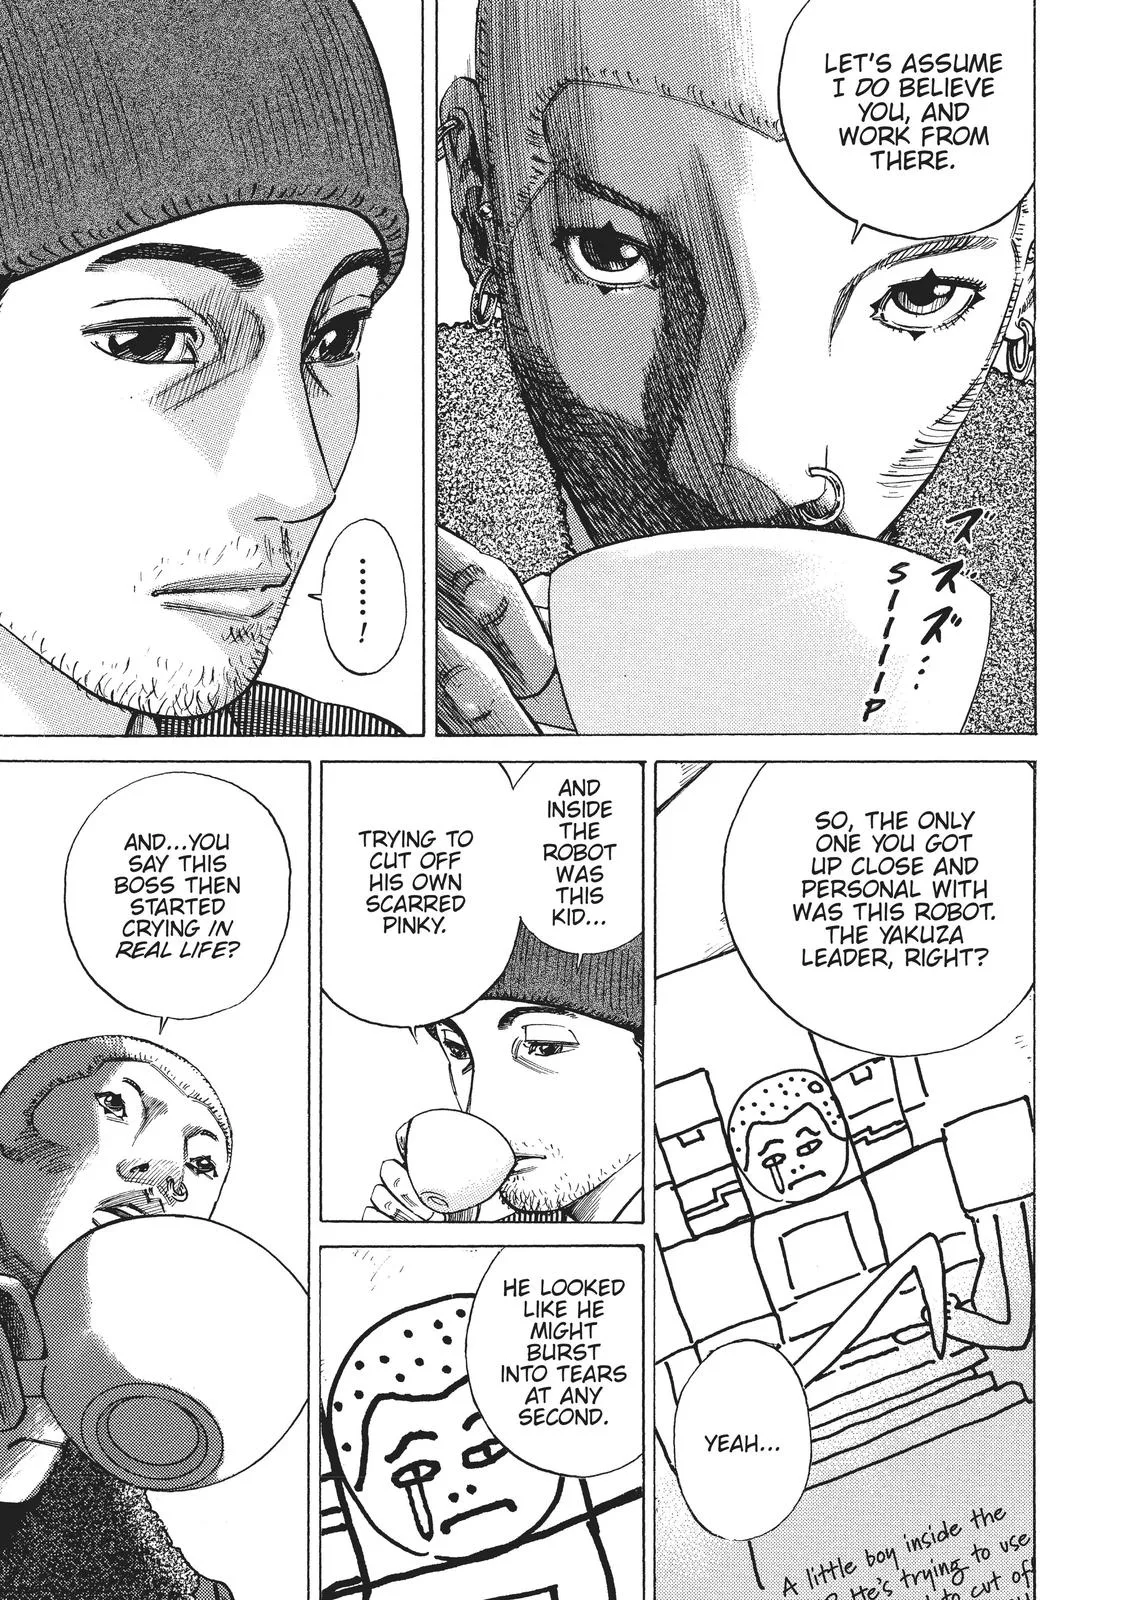 LET'S ASSUME
I DO BELIEVE
YOU, AND
WORK FROM
THERE.
ズ
ズ
ズ...
SIIIIP
.......!
SO, THE ONLY
ONE YOU GOT
UP CLOSE AND
PERSONAL WITH
WAS THIS ROBOT.
THE YAKUZA
LEADER, RIGHT?
YEAH...
A little boy inside the
He's trying to use
to cut off
AND
INSIDE
THE
ROBOT
WAS
THIS
KID...
TRYING TO
CUT OFF
HIS OWN
SCARRED
PINKY.
HE LOOKED
LIKE HE
MIGHT
BURST
INTO TEARS
AT ANY
SECOND.
AND...YOU
SAY THIS
BOSS THEN
STARTED
CRYING IN
REAL LIFE?